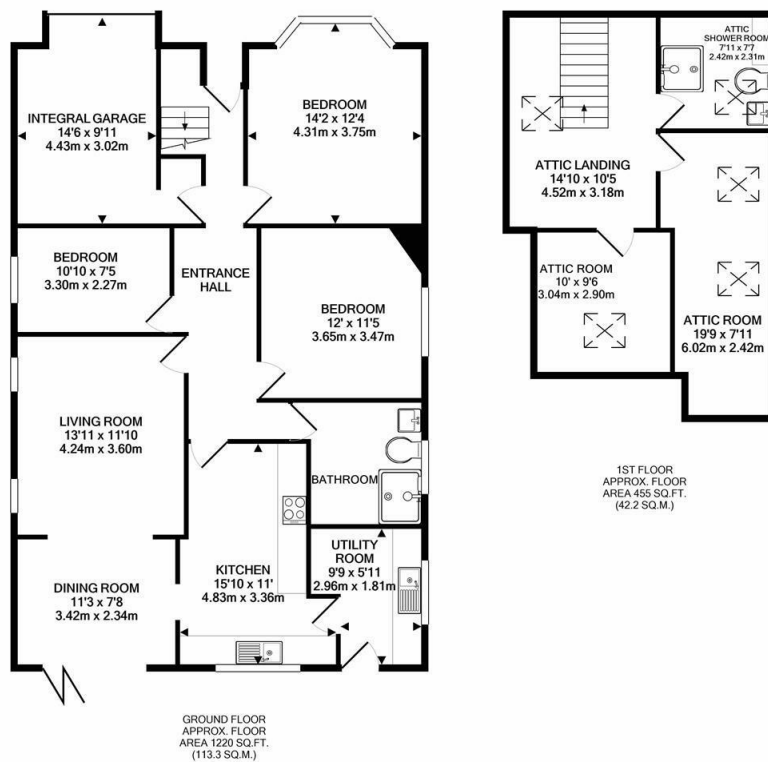 INTEGRAL GARAGE
14'6 x 9'11
4.43m x 3.02m
BEDROOM
14'2 x 12'4
4.31m x 3.75m
BEDROOM
10'10 x 7'5
3.30m x 2.27m
ENTRANCE
HALL
BEDROOM
12' x 11'5
3.65m x 3.47m
LIVING ROOM
13'11 x 11'10
4.24m x 3.60m
BATHROOM
KITCHEN
15'10 x 11'
4.83m x 3.36m
UTILITY
ROOM
9'9 x 5'11
2.96m x 1.81m
DINING ROOM
11'3 x 7'8
3.42m x 2.34m
GROUND FLOOR
APPROX. FLOOR
AREA 1220 SQ.FT.
(113.3 SQ.M.)
ATTIC
SHOWER ROOM
7'11 x 7'7
2.42m x 2.31m
ATTIC LANDING
14'10 x 10'5
4.52m x 3.18m
ATTIC ROOM
10' x 9'6
3.04m x 2.90m
ATTIC ROOM
19'9 x 7'11
6.02m x 2.42m
1ST FLOOR
APPROX. FLOOR
AREA 455 SQ.FT.
(42.2 SQ.M.)